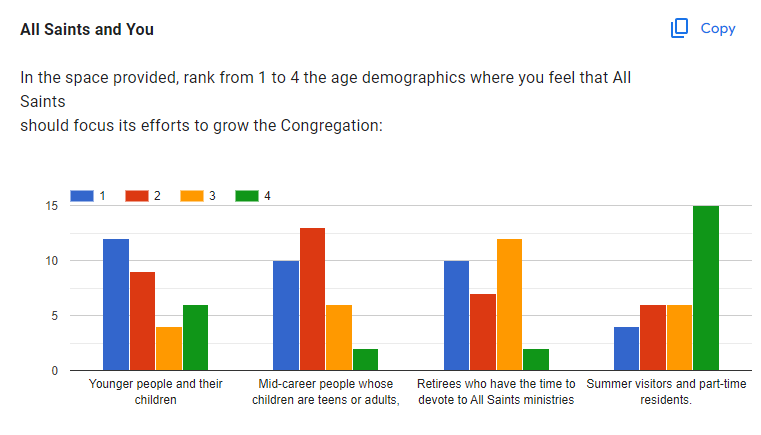 All Saints and You
Copy
In the space provided, rank from 1 to 4 the age demographics where you feel that All
Saints
should focus its efforts to grow the Congregation:
1 2 3 4
15
10
5
0
Younger people and their
children
Mid-career people whose
children are teens or adults,
Retirees who have the time to
devote to All Saints ministries
Summer visitors and part-time
residents.